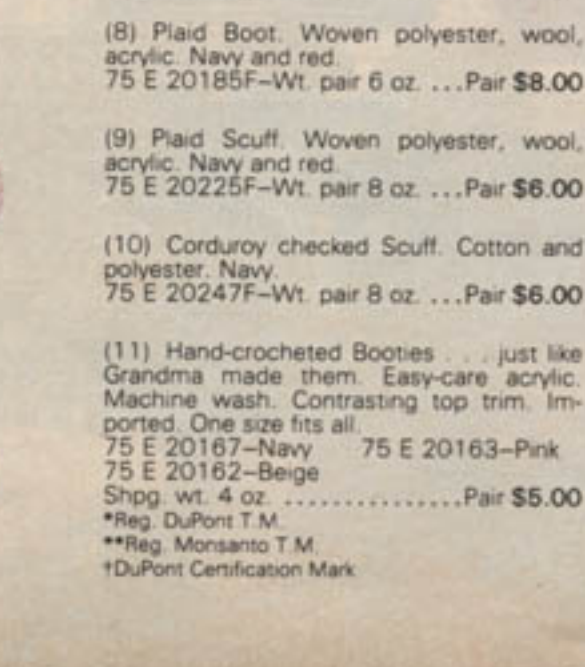 (8) Plaid Boot. Woven polyester, wool,
acrylic. Navy and red.
75 E 20185F–Wt. pair 6 oz. ...Pair $8.00
(9) Plaid Scuff. Woven polyester, wool,
acrylic. Navy and red.
75 E 20225F–Wt. pair 8 oz. ...Pair $6.00
(10) Corduroy checked Scuff. Cotton and
polyester. Navy.
75 E 20247F–Wt. pair 8 oz. ...Pair $6.00
(11) Hand-crocheted Booties . . . just like
Grandma made them. Easy-care acrylic.
Machine wash. Contrasting top trim. Im-
ported. One size fits all.
75 E 20167–Navy 75 E 20163–Pink
75 E 20162–Beige
Shpg. wt. 4 oz. ................Pair $5.00
*Reg. DuPont T.M.
**Reg. Monsanto T.M.
†DuPont Certification Mark